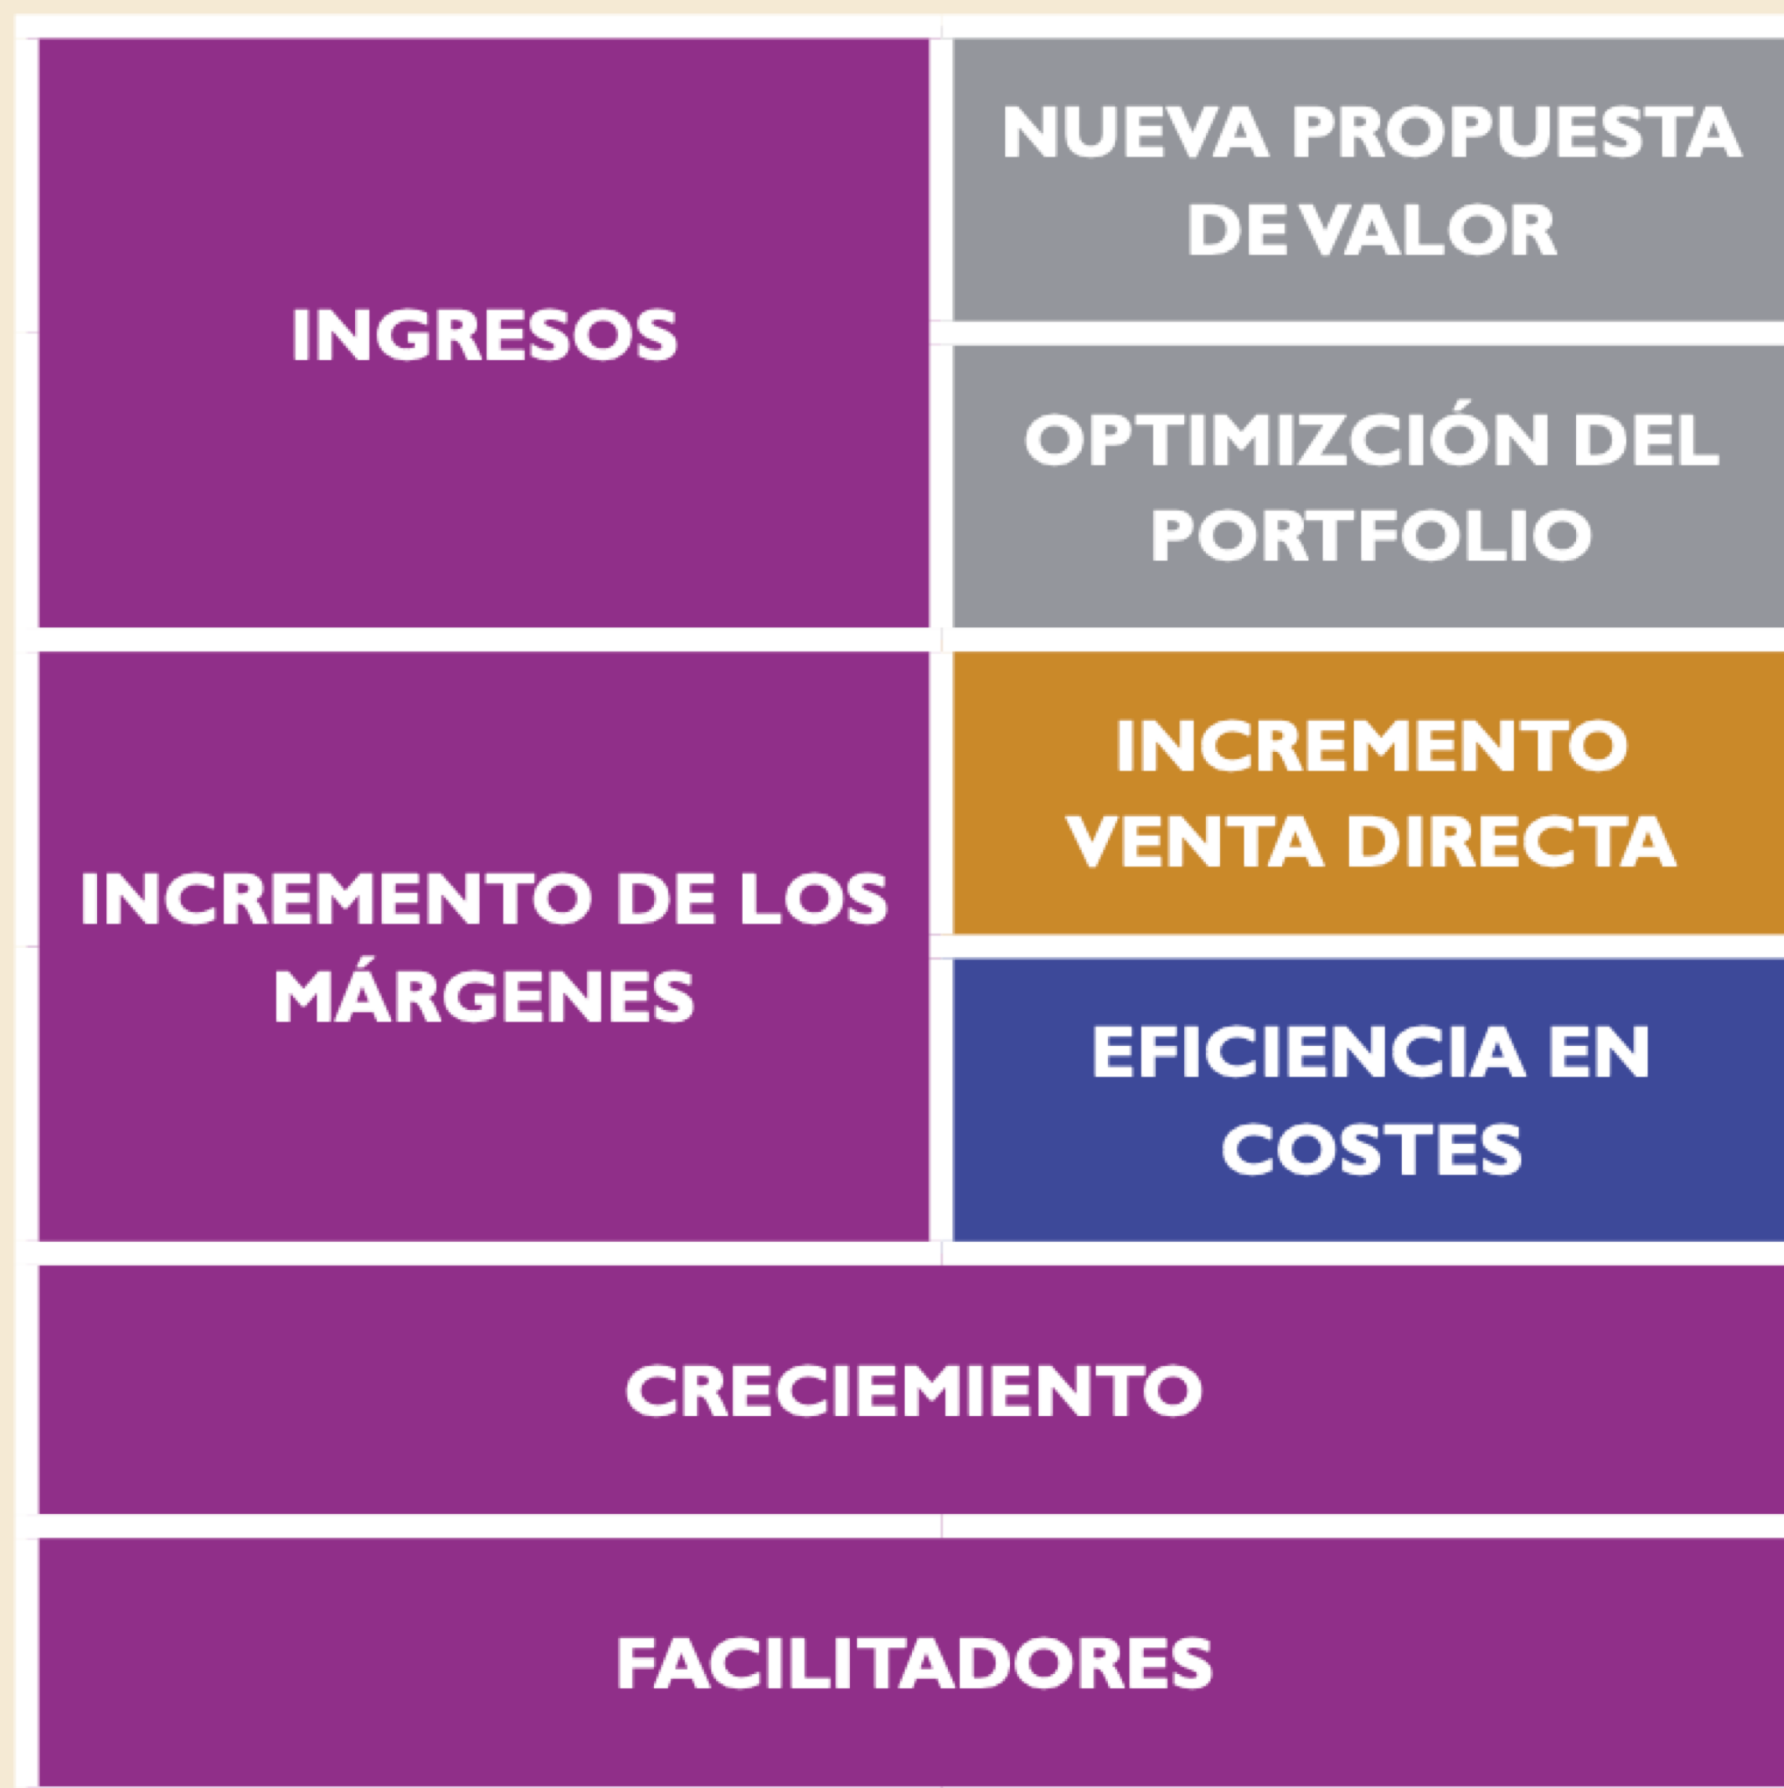 INGRESOS
NUEVA PROPUESTA
DE VALOR
OPTIMIZCIÓN DEL
PORTFOLIO
INCREMENTO DE LOS
MÁRGENES
INCREMENTO
VENTA DIRECTA
EFICIENCIA EN
COSTES
CRECIEMIENTO
FACILITADORES